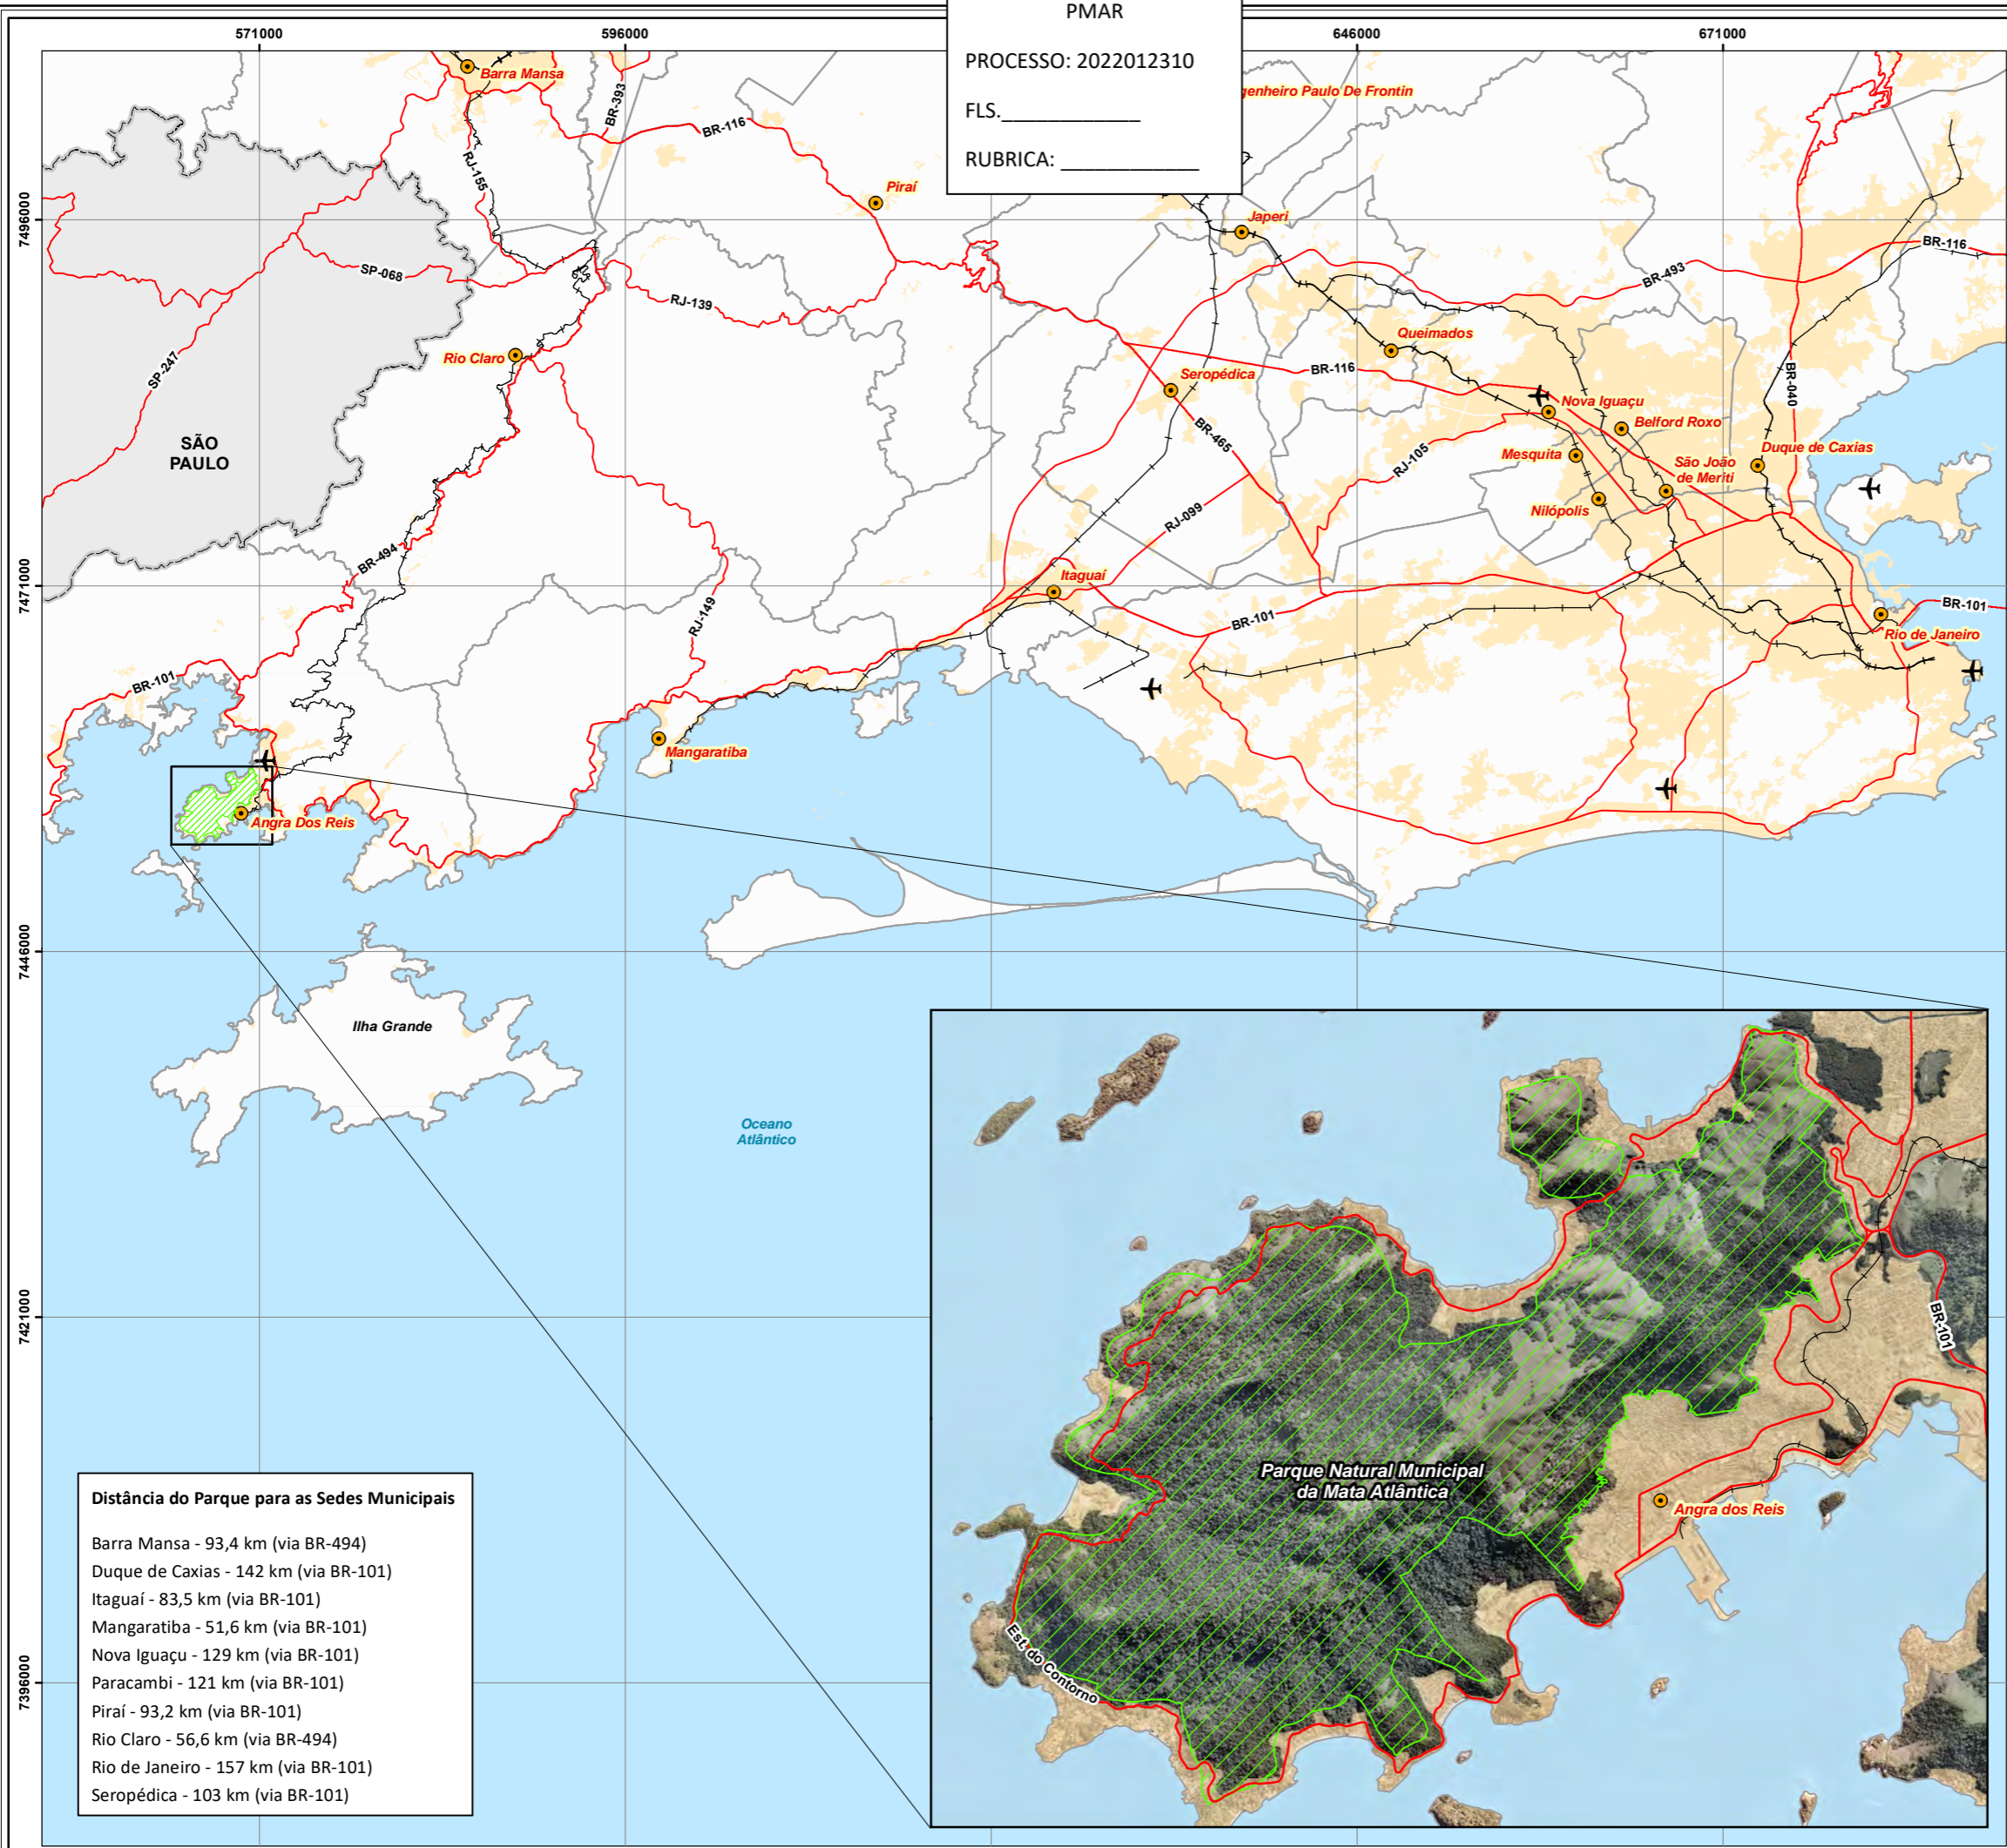 PMAR
PROCESSO: 2022012310
FLS.____________
RUBRICA: ____________
571000
596000
646000
671000
7496000
7471000
7446000
7421000
7396000
Barra Mansa
BR-393
BR-116
genheiro Paulo De Frontin
RJ-155
Piraí
Japeri
BR-116
SP-068
RJ-139
BR-493
Queimados
Rio Claro
SP-247
BR-116
Seropédica
BR-040
Nova Iguaçu
Belford Roxo
SÃO
PAULO
BR-465
RJ-105
Mesquita
São João
de Meriti
Duque de Caxias
Nilópolis
RJ-099
BR-494
Itaguaí
RJ-149
BR-101
BR-101
Rio de Janeiro
BR-101
Mangaratiba
Angra Dos Reis
Ilha Grande
Oceano
Atlântico
BR-101
Parque Natural Municipal
da Mata Atlântica
Angra dos Reis
Est. do Contorno
Distância do Parque para as Sedes Municipais
Barra Mansa - 93,4 km (via BR-494)
Duque de Caxias - 142 km (via BR-101)
Itaguaí - 83,5 km (via BR-101)
Mangaratiba - 51,6 km (via BR-101)
Nova Iguaçu - 129 km (via BR-101)
Paracambi - 121 km (via BR-101)
Piraí - 93,2 km (via BR-101)
Rio Claro - 56,6 km (via BR-494)
Rio de Janeiro - 157 km (via BR-101)
Seropédica - 103 km (via BR-101)